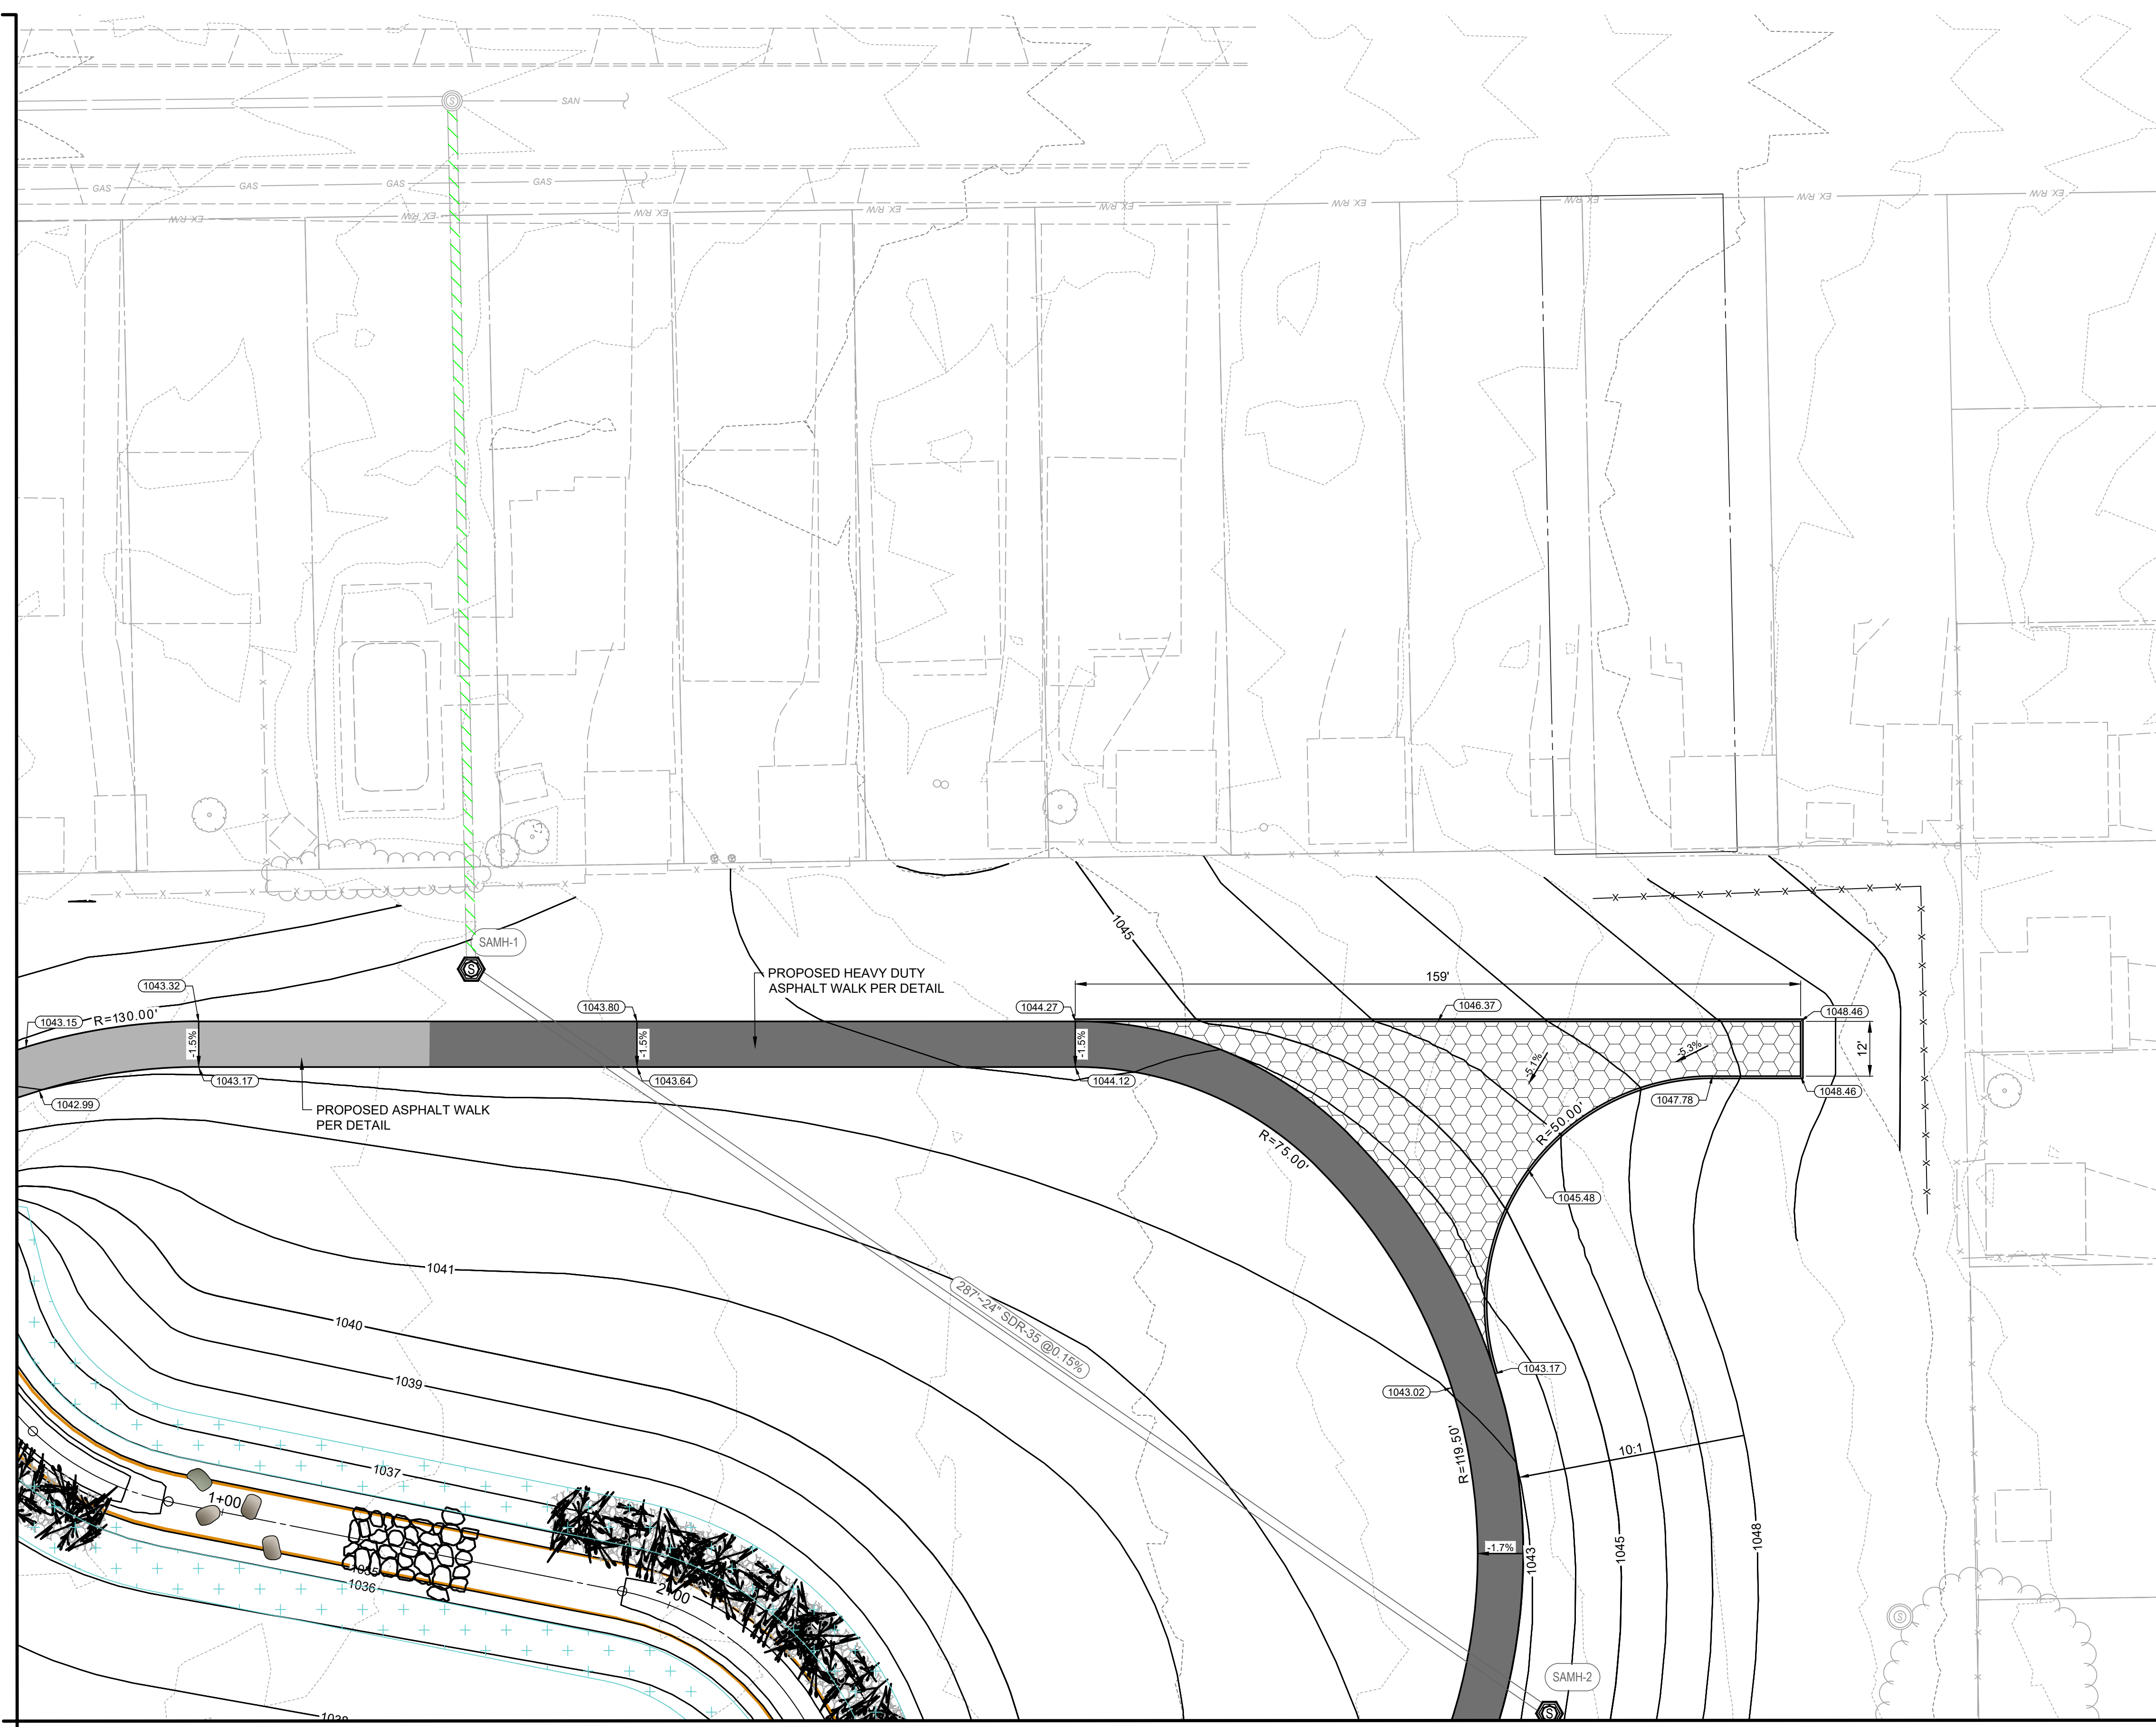 S
SAN
GAS
GAS
GAS
GAS
EX R/W
EX R/W
EX R/W
EX R/W
EX R/W
EX R/W
EX R/W
EX R/W
EX R/W
SAMH-1
S
1045
PROPOSED HEAVY DUTY
ASPHALT WALK PER DETAIL
159'
1043.32
1043.80
1044.27
1046.37
1048.46
1043.15
R=130.00'
-1.5%
-1.5%
-1.5%
-5.1%
-5.3%
12'
1043.17
1043.64
1044.12
1047.78
1048.46
1042.99
PROPOSED ASPHALT WALK
PER DETAIL
R=75.00'
R=50.00'
1045.48
1041
287'~24" SDR-35 @0.15%
1040
1039
1043.17
1043.02
R=119.50'
10:1
1037
1+00
-1.7%
1043
1045
1048
1035
1036
2+00
S
SAMH-2
S
1038